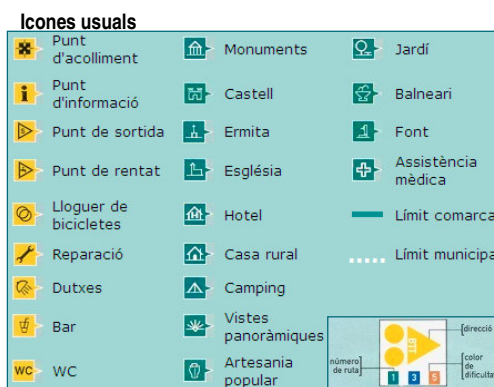 Icones usuals
Punt
d'acolliment
Punt
d'informació
Punt de sortida
Punt de rentat
Lloguer de
bicicletes
Reparació
Dutxes
Bar
WC WC
Monuments
Castell
Ermita
Església
H Hotel
Casa rural
Camping
Vistes
panoràmiques
Artesania
popular
Jardí
Balneari
Font
Assistència
mèdica
Límit comarca
Límit municipa
BTT
direcció
número
de ruta
1 3 5
color
de
dificulta